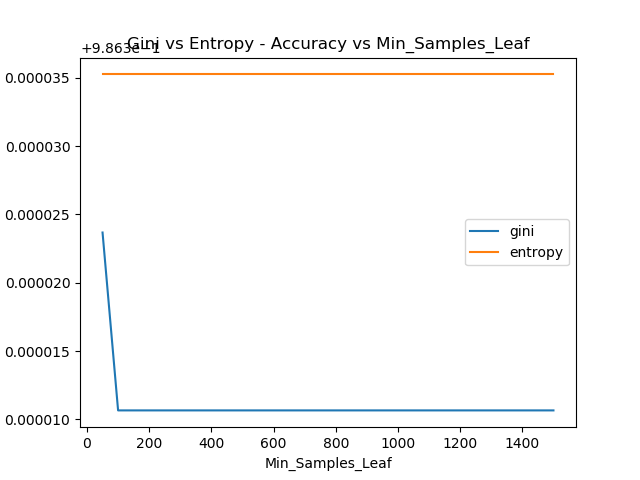 Gini vs Entropy - Accuracy vs Min_Samples_Leaf
+9.863e−1
0.000035
0.000030
0.000025
0.000020
0.000015
0.000010
gini
entropy
0 200 400 600 800 1000 1200 1400
Min_Samples_Leaf